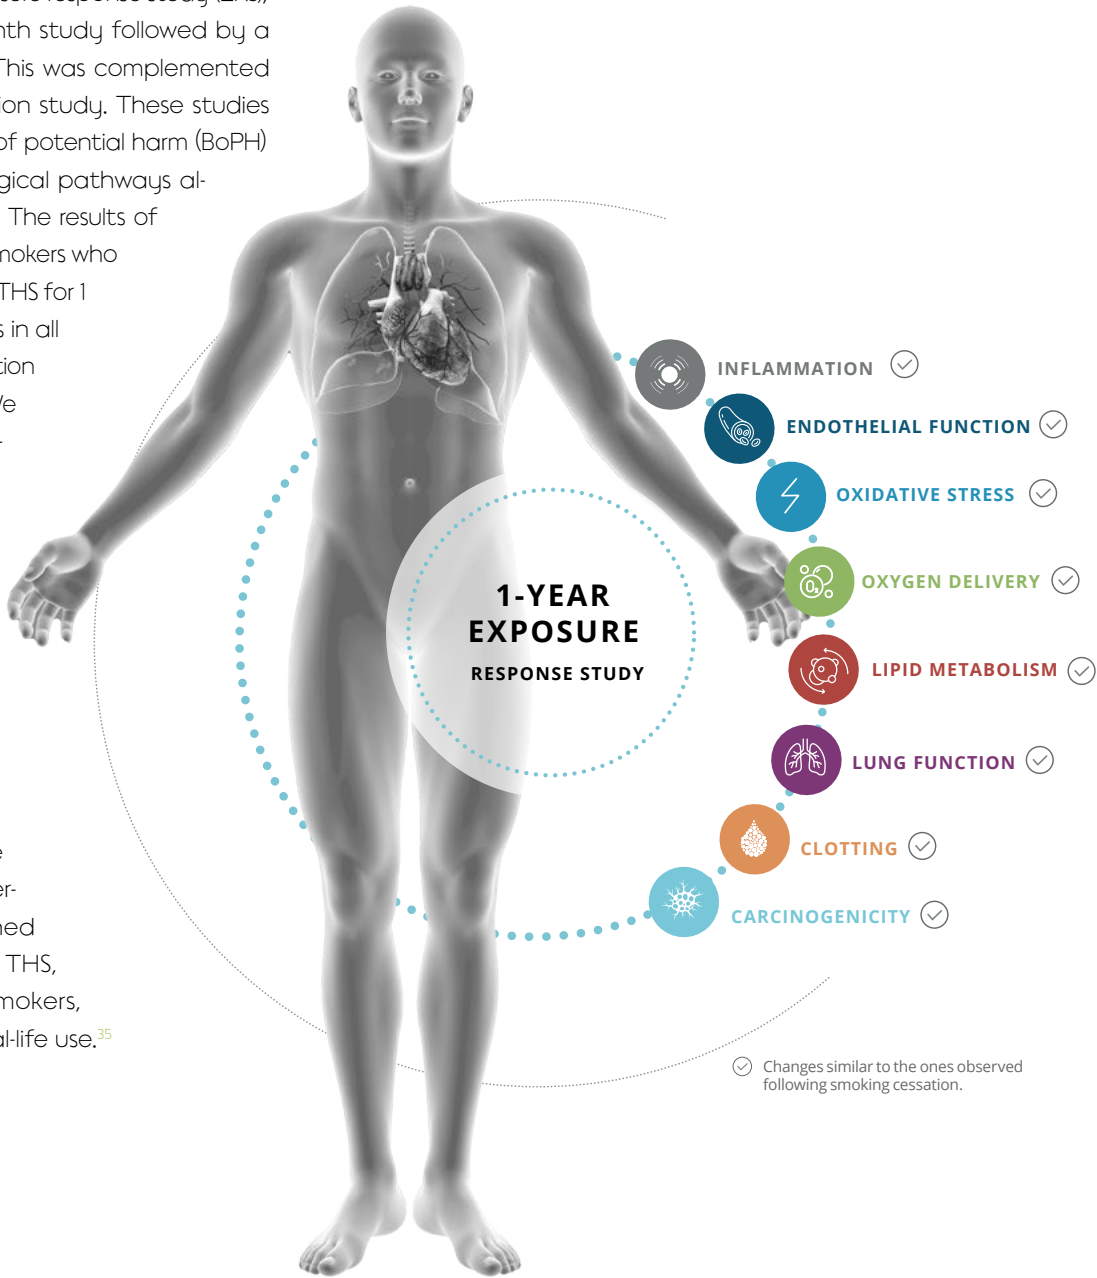 nth study followed by a
This was complemented
ion study. These studies
of potential harm (BoPH)
gical pathways al-
The results of
mokers who
THS for 1
s in all
tion
-
er-
ned
THS,
mokers,
al-life use.35
INFLAMMATION
ENDOTHELIAL FUNCTION
OXIDATIVE STRESS
OXYGEN DELIVERY
O₂
LIPID METABOLISM
LUNG FUNCTION
CLOTTING
CARCINOGENICITY
1-YEAR
EXPOSURE
RESPONSE STUDY
Changes similar to the ones observed
following smoking cessation.